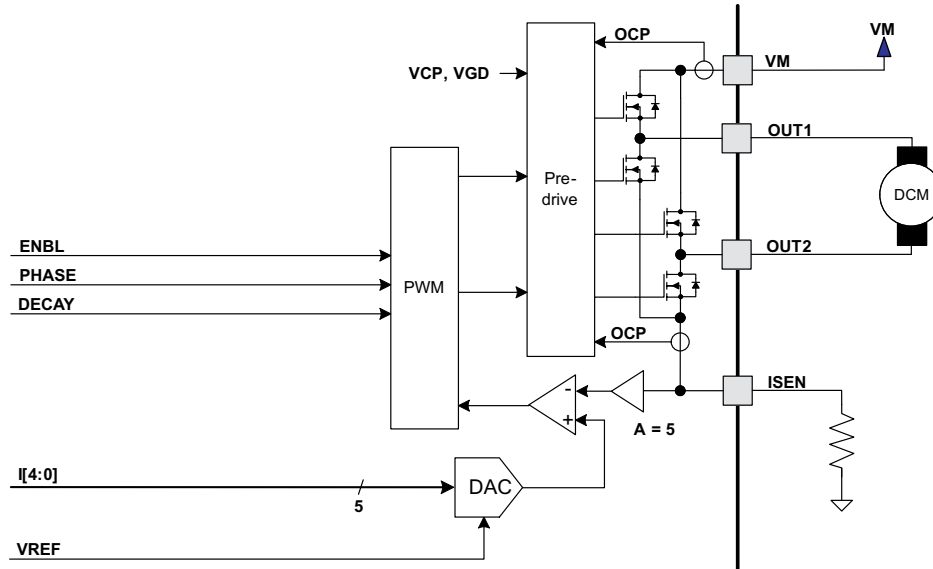 OCP
VM
VM
VCP, VGD
OUT1
Pre-
drive
DCM
ENBL
OUT2
PHASE
PWM
DECAY
OCP
ISEN
-
+
A = 5
I[4:0]
5
DAC
VREF